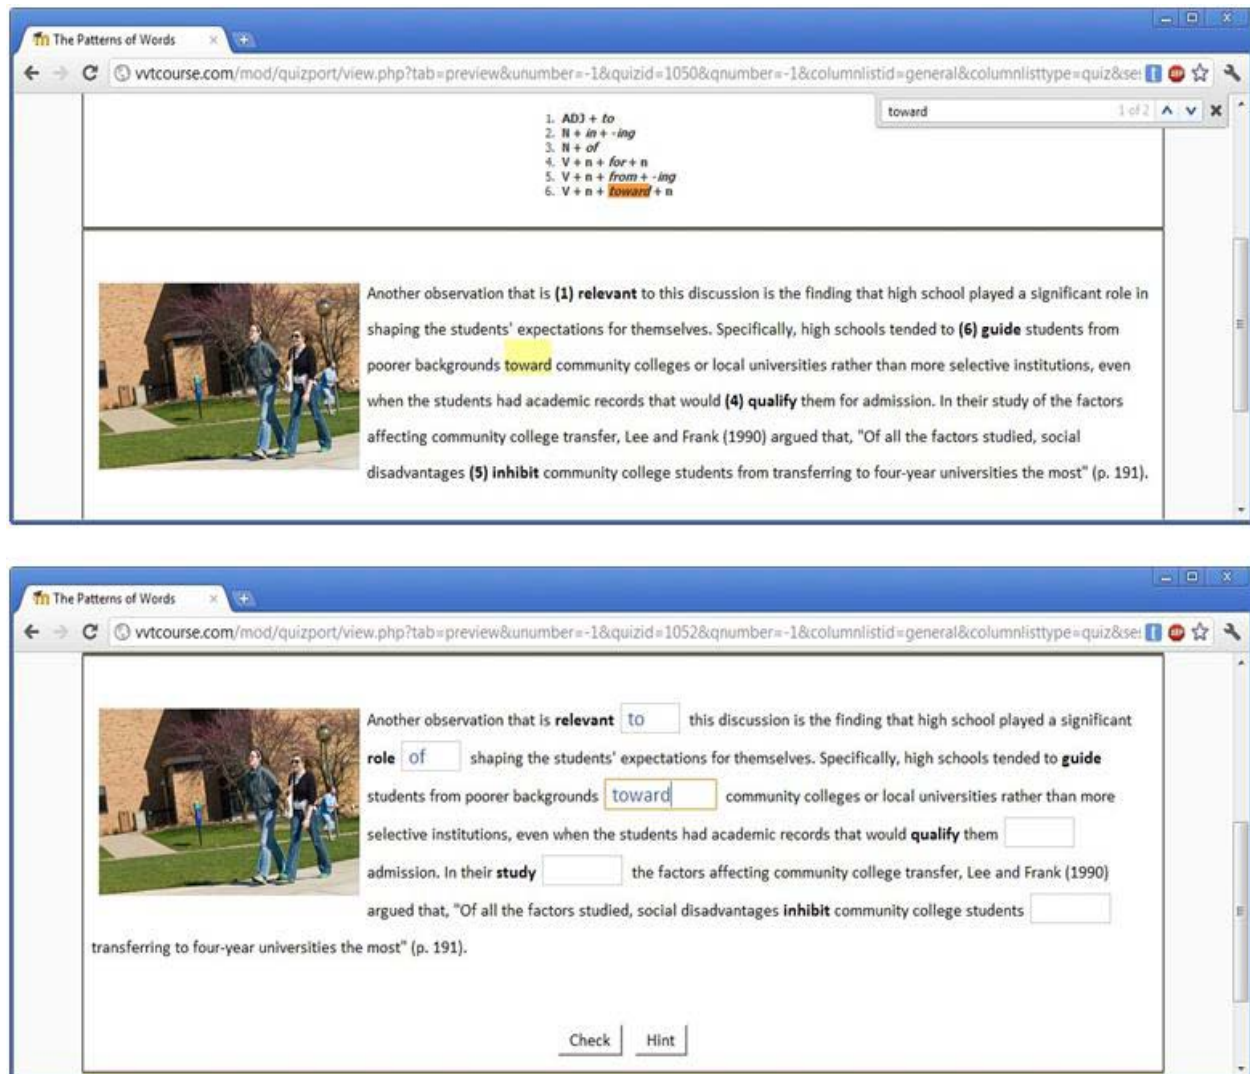 The Patterns of Words
vvtcourse.com/mod/quizport/view.php?tab=preview&unumber=-1&quizid=1050&qnumber=-1&columnlistid=general&columnlisttype=quiz&se
toward 1 of 2
1. ADJ + to
2. N + in + -ing
3. N + of
4. V + n + for + n
5. V + n + from + -ing
6. V + n + toward + n
Another observation that is (1) relevant to this discussion is the finding that high school played a significant role in
shaping the students' expectations for themselves. Specifically, high schools tended to (6) guide students from
poorer backgrounds toward community colleges or local universities rather than more selective institutions, even
when the students had academic records that would (4) qualify them for admission. In their study of the factors
affecting community college transfer, Lee and Frank (1990) argued that, "Of all the factors studied, social
disadvantages (5) inhibit community college students from transferring to four-year universities the most" (p. 191).
The Patterns of Words
vvtcourse.com/mod/quizport/view.php?tab=preview&unumber=-1&quizid=1052&qnumber=-1&columnlistid=general&columnlisttype=quiz&se
Another observation that is relevant to this discussion is the finding that high school played a significant
role of shaping the students' expectations for themselves. Specifically, high schools tended to guide
students from poorer backgrounds toward community colleges or local universities rather than more
selective institutions, even when the students had academic records that would qualify them
admission. In their study the factors affecting community college transfer, Lee and Frank (1990)
argued that, "Of all the factors studied, social disadvantages inhibit community college students
transferring to four-year universities the most" (p. 191).
Check Hint